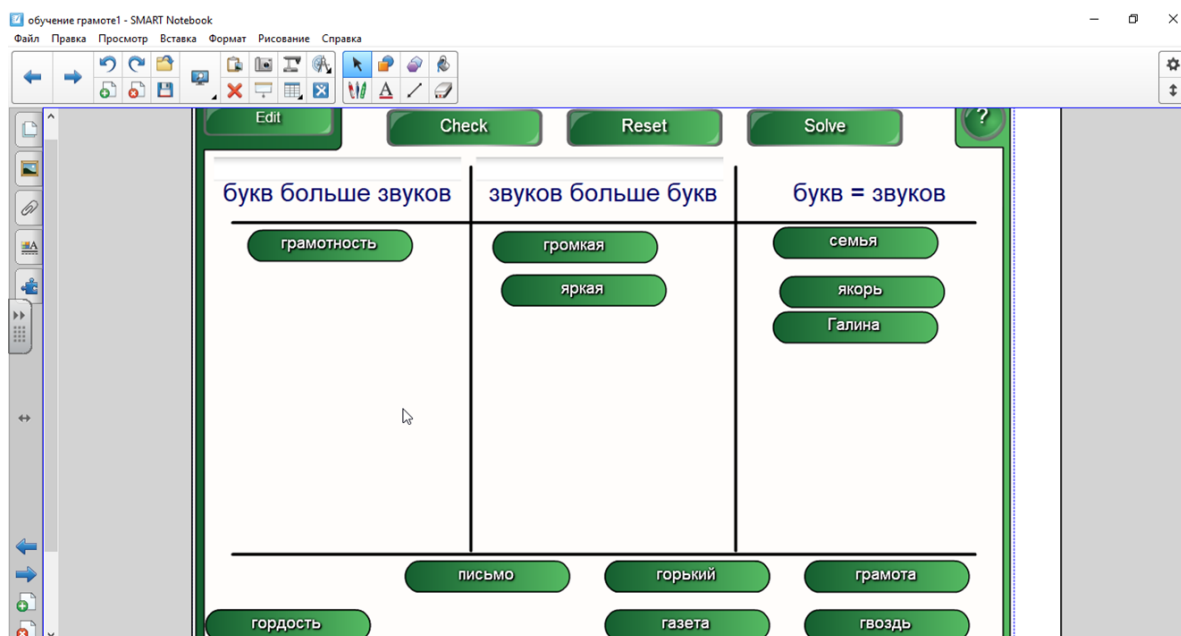 обучение грамоте1 - SMART Notebook
Файл Правка Просмотр Вставка Формат Рисование Справка
Edit
Check Reset Solve ?
букв больше звуков звуков больше букв букв = звуков
грамотность громкая семья
яркая якорь
Галина
письмо горький грамота
гордость газета гвоздь